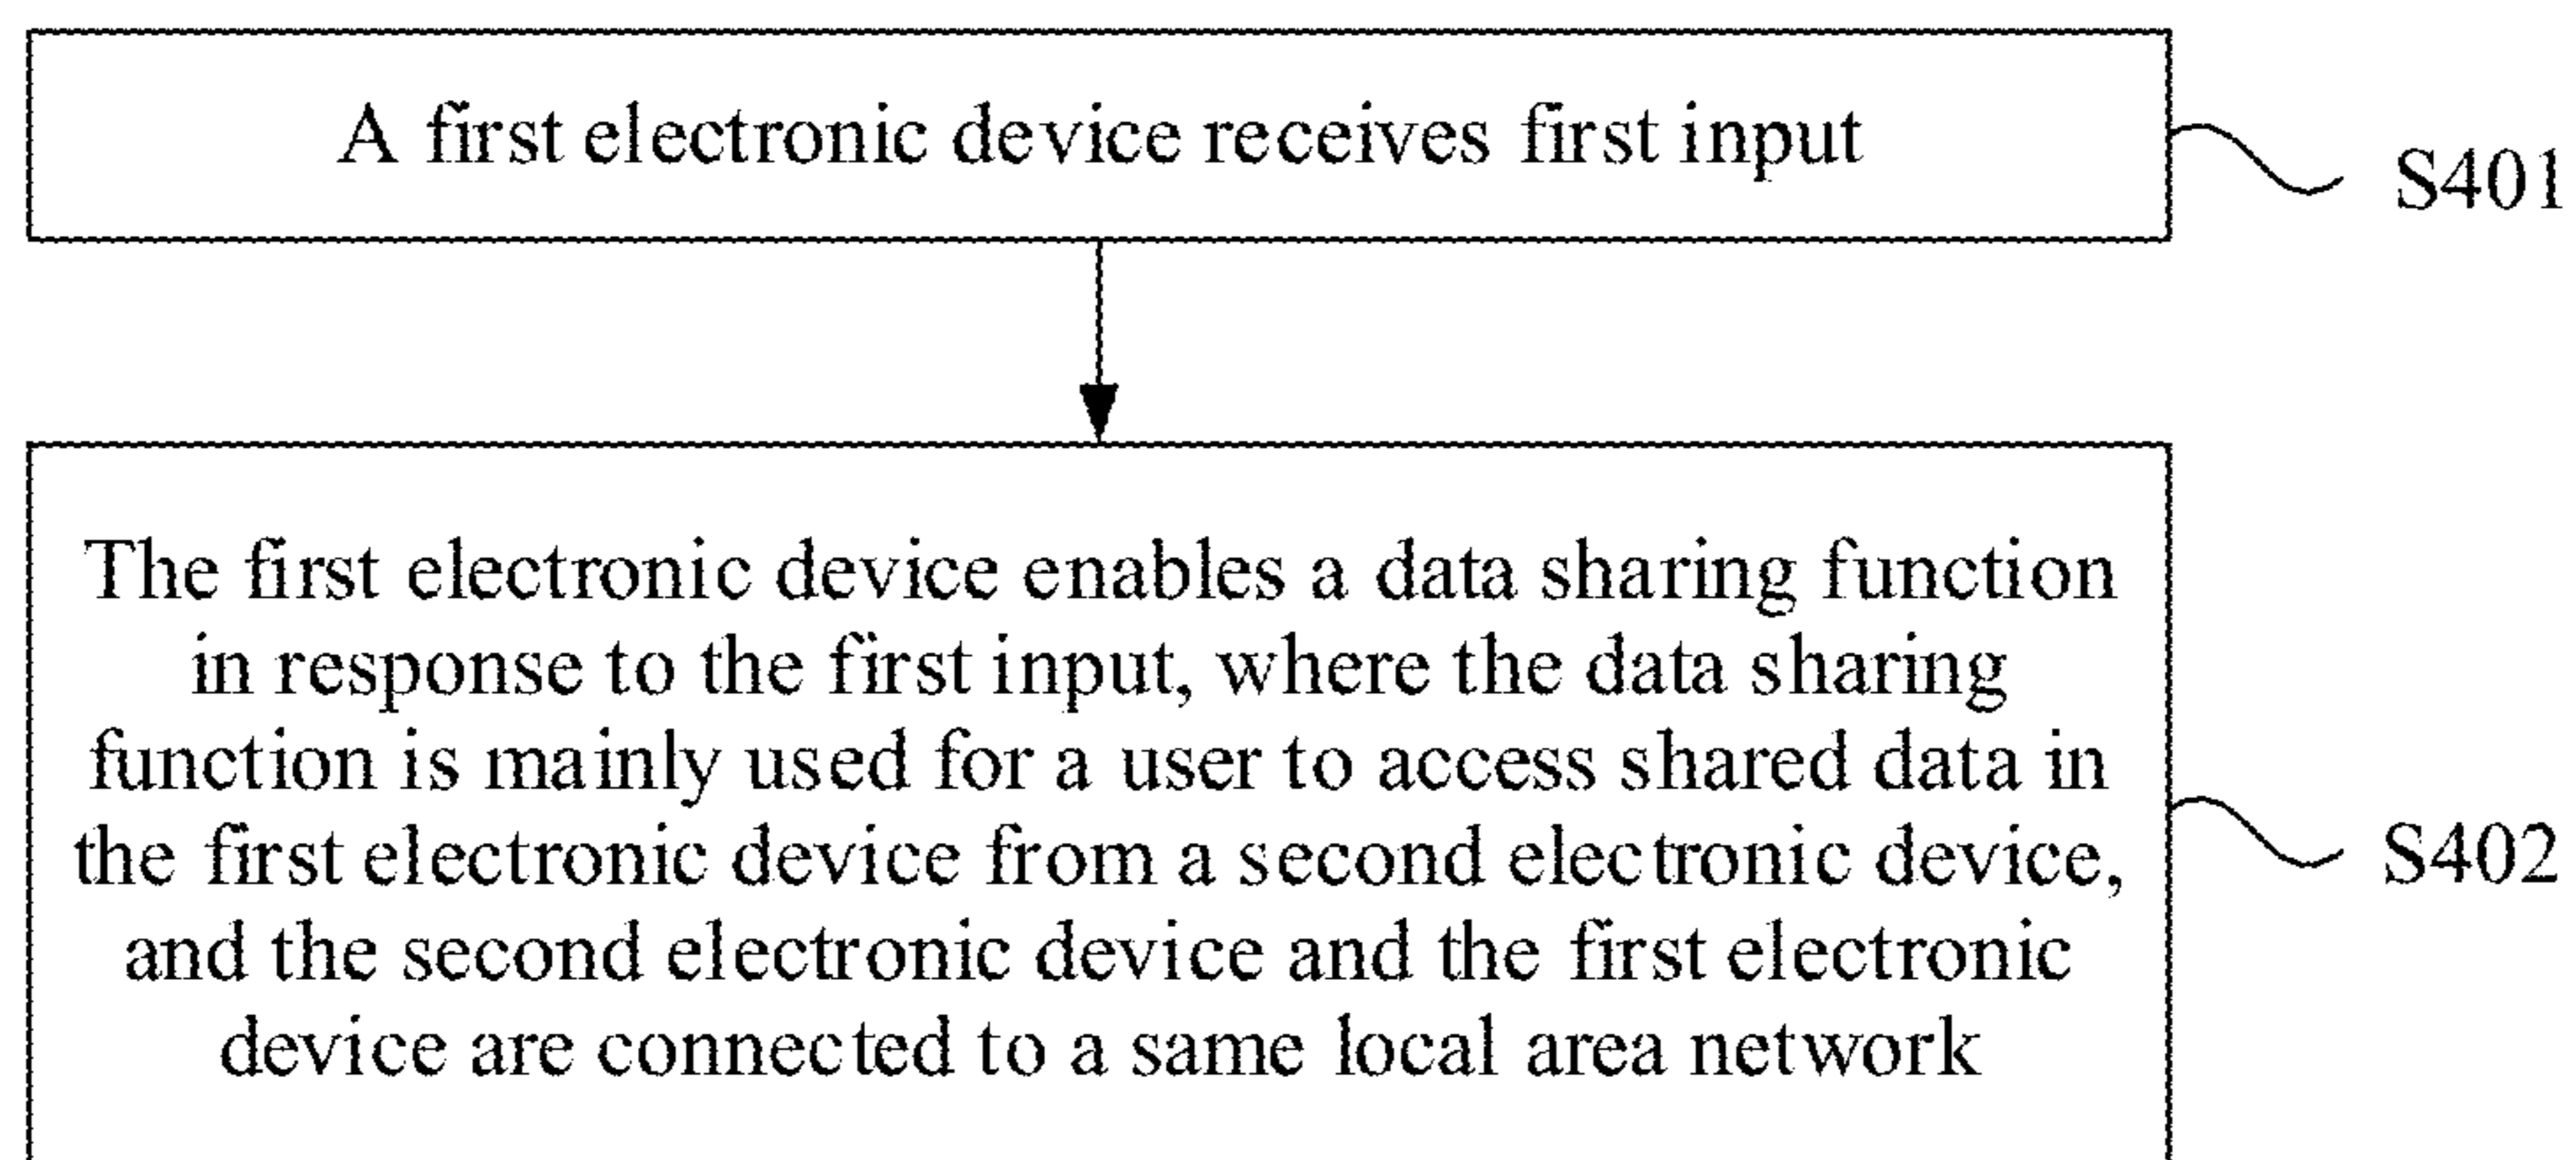 A first electronic device receives first input
S401
The first electronic device enables a data sharing function
in response to the first input, where the data sharing
function is mainly used for a user to access shared data in
the first electronic device from a second electronic device,
and the second electronic device and the first electronic
device are connected to a same local area network
S402